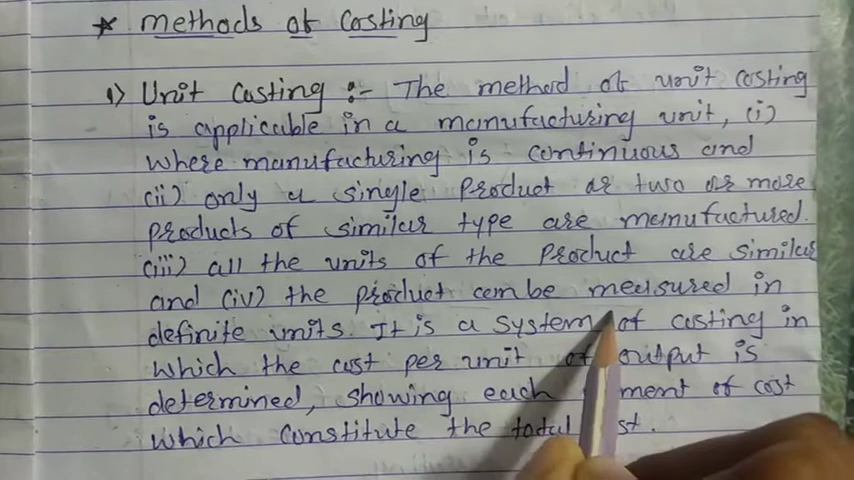 * methods of Costing
1) Unit Costing :- The method of unit costing
is applicable in a manufacturing unit, (i)
where manufacturing is continuous and
(ii) only a single product or two or more
products of similar type are manufactured.
(iii) all the units of the product are similar
and (iv) the product can be measured in
definite units. It is a system of costing in
which the cost per unit of output is
determined, showing each ment of cost
which constitute the total st.